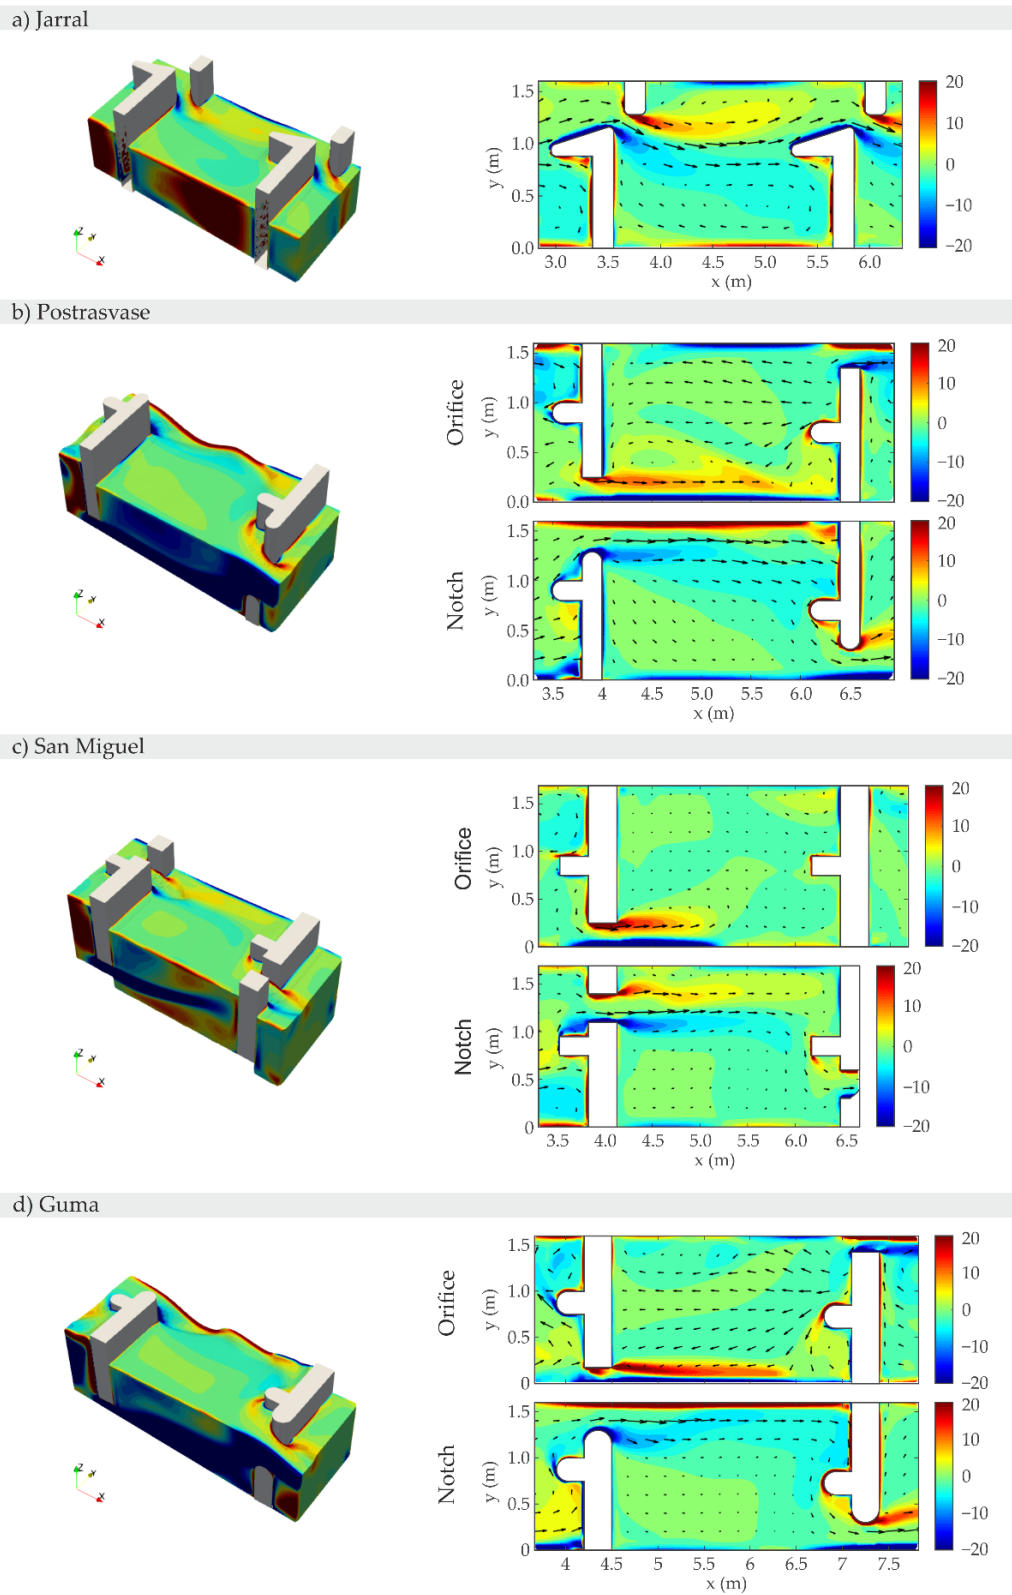 a) Jarral
Z
Y
X
y (m)
1.5
1.0
0.5
0.0
3.0 3.5 4.0 4.5 5.0 5.5 6.0
x (m)
20
10
0
−10
−20
b) Postrasvase
Z
Y
X
Orifice
y (m)
1.5
1.0
0.5
0.0
20
10
0
−10
−20
Notch
y (m)
1.5
1.0
0.5
0.0
3.5 4 4.5 5.0 5.5 6.0 6.5
x (m)
20
10
0
−10
−20
c) San Miguel
Z
Y
X
Orifice
y (m)
1.5
1.0
0.5
0
20
10
0
−10
−20
Notch
y (m)
1.5
1.0
0.5
0
3.5 4.0 4.5 5.0 5.5 6.0 6.5
x (m)
20
10
0
−10
−20
d) Guma
Z
Y
X
Orifice
y (m)
1.5
1.0
0.5
0
20
10
0
−10
−20
Notch
y (m)
1.5
1.0
0.5
0
4 4.5 5 5.5 6 6.5 7 7.5
x (m)
20
10
0
−10
−20